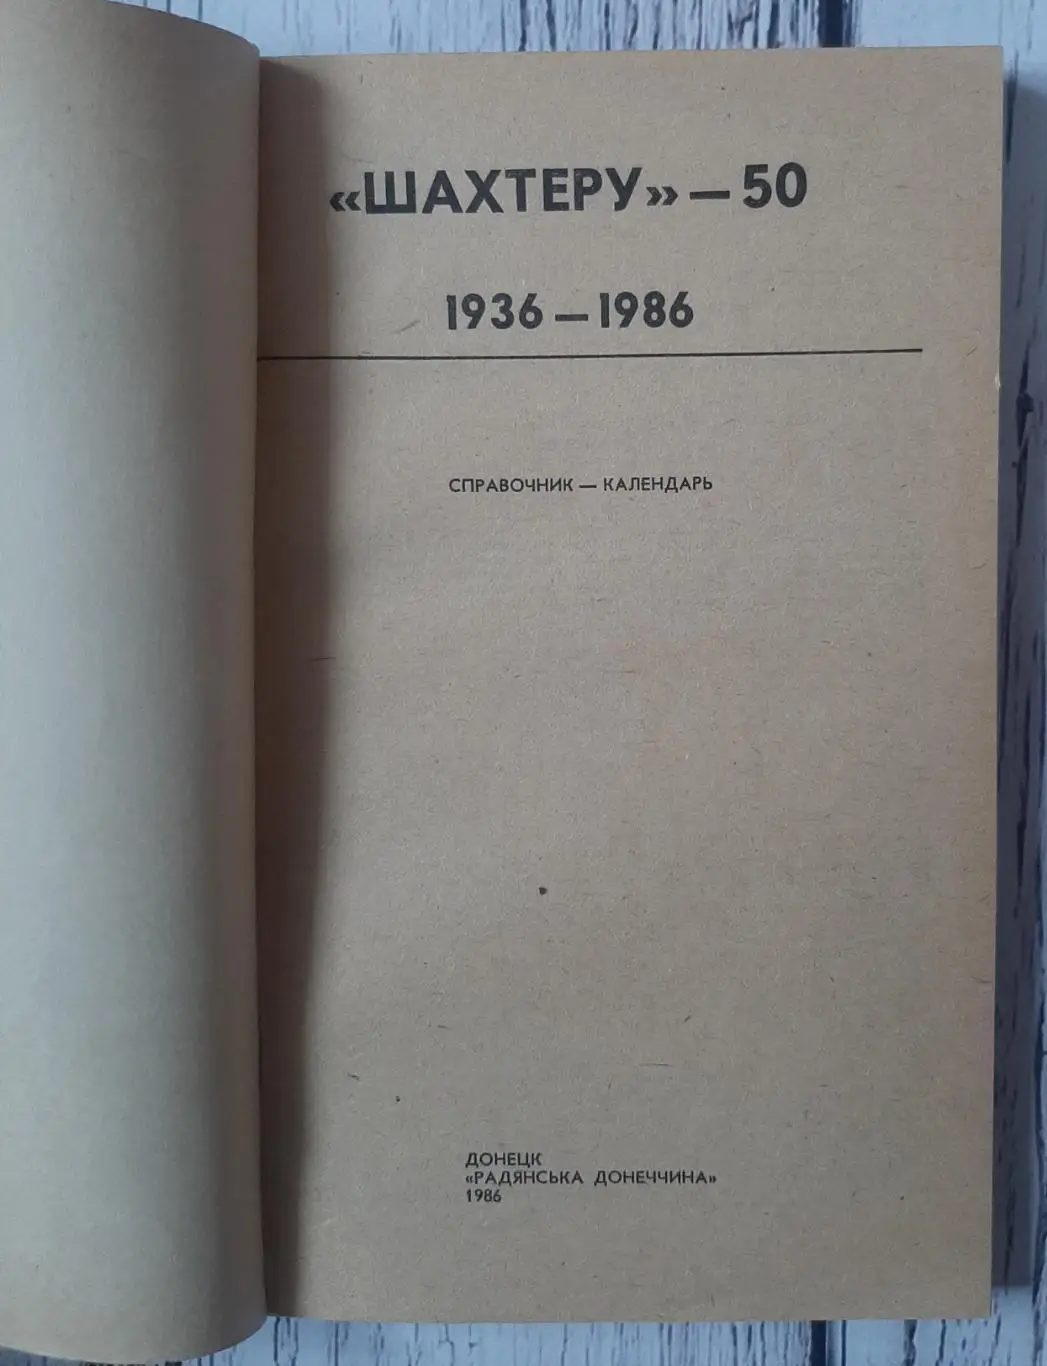 «ШАХТЕРУ» — 50
1936 — 1986
СПРАВОЧНИК — КАЛЕНДАРЬ
ДОНЕЦК
«РАДЯНСЬКА ДОНЕЧЧИНА»
1986